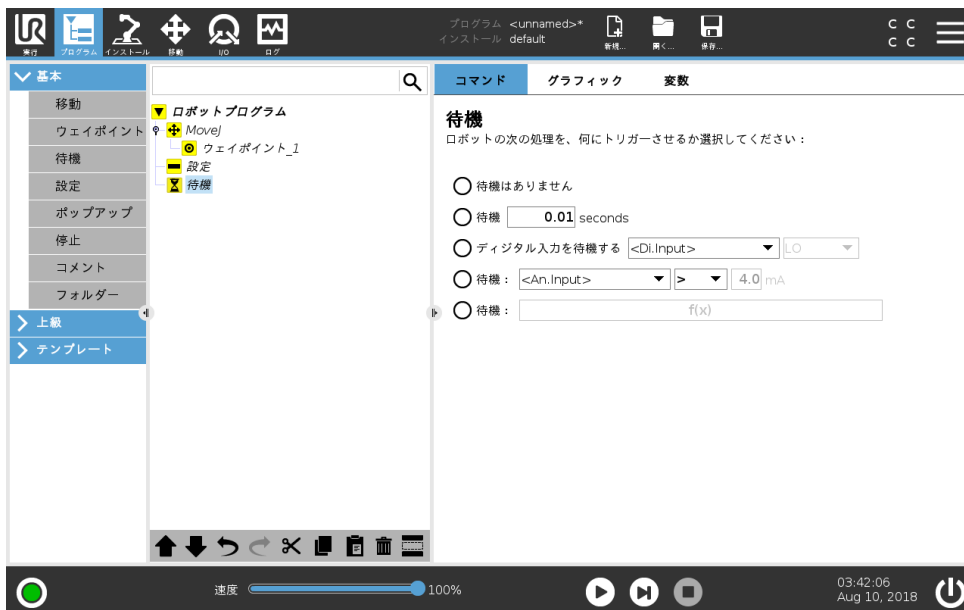 UR
実行
プログラム
インストール
移動
I/O
ログ
プログラム <unnamed>*
インストール default
新規...
開く...
保存...
C C
C C
基本
移動
ウェイポイント
待機
設定
ポップアップ
停止
コメント
フォルダー
上級
テンプレート
ロボットプログラム
MoveJ
ウェイポイント_1
設定
待機
コマンド グラフィック 変数
待機
ロボットの次の処理を、何にトリガーさせるか選択してください：
待機はありません
待機 0.01 seconds
ディジタル入力を待機する <Di.Input> LO
待機： <An.Input> > 4.0 mA
待機： f(x)
速度 100%
03:42:06
Aug 10, 2018